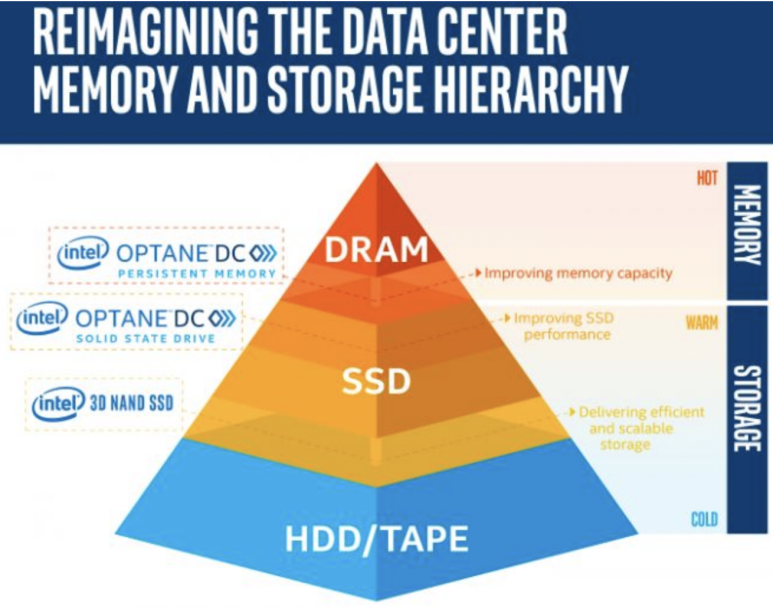 REIMAGINING THE DATA CENTER
MEMORY AND STORAGE HIERARCHY
HOT
MEMORY
DRAM
intel OPTANE™ DC
PERSISTENT MEMORY
Improving memory capacity
intel OPTANE™ DC
SOLID STATE DRIVE
Improving SSD
performance
WARM
STORAGE
SSD
intel® 3D NAND SSD
Delivering efficient
and scalable
storage
COLD
HDD/TAPE